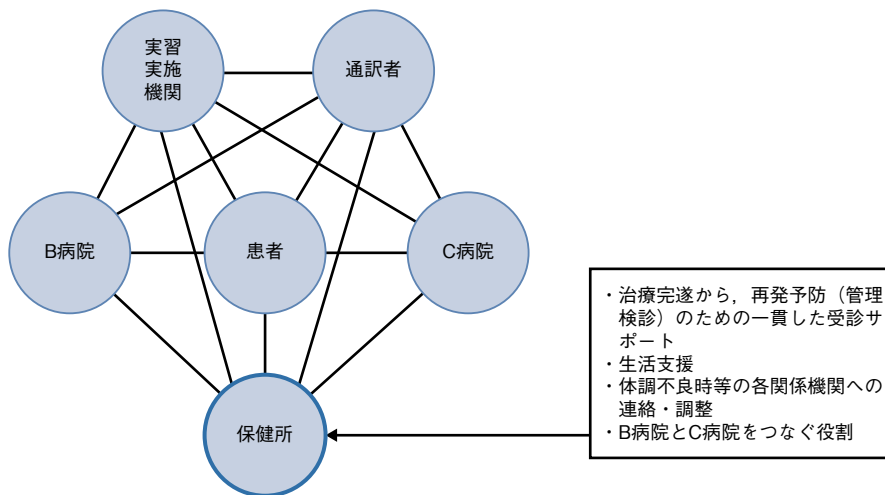 実習
実施
機関
通訳者
B病院
患者
C病院
保健所
・治療完遂から，再発予防（管理
検診）のための一貫した受診サ
ポート
・生活支援
・体調不良時等の各関係機関への
連絡・調整
・B病院とC病院をつなぐ役割